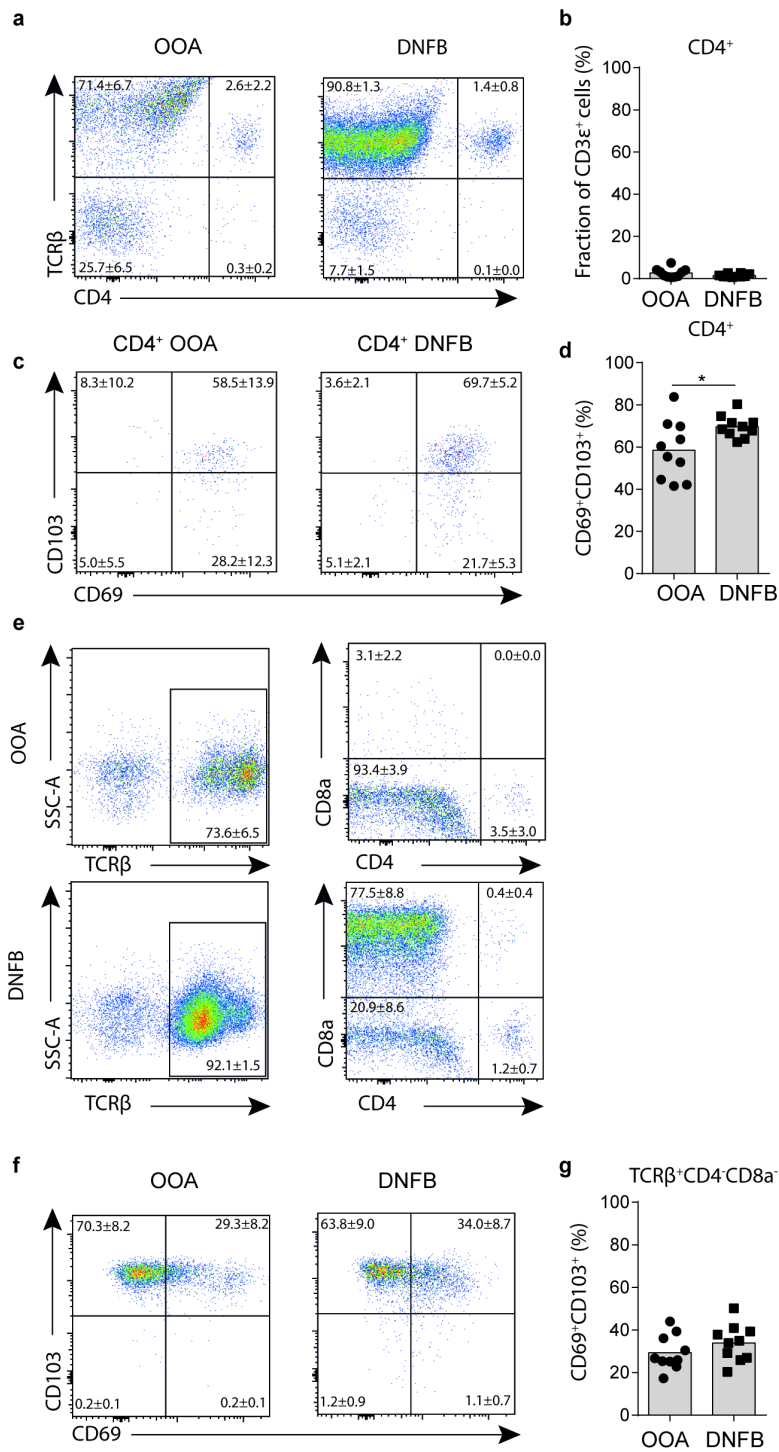 a
OOA
DNFB
71.4±6.7
2.6±2.2
90.8±1.3
1.4±0.8
TCRβ
25.7±6.5
0.3±0.2
7.7±1.5
0.1±0.0
CD4
b
CD4⁺
Fraction of CD3ε⁺ cells (%)
100
80
60
40
20
0
OOA
DNFB
c
CD4⁺ OOA
CD4⁺ DNFB
8.3±10.2
58.5±13.9
3.6±2.1
69.7±5.2
CD103
5.0±5.5
28.2±12.3
5.1±2.1
21.7±5.3
CD69
d
CD4⁺
*
CD69⁺CD103⁺ (%)
100
80
60
40
20
0
OOA
DNFB
e
OOA
SSC-A
73.6±6.5
TCRβ
3.1±2.2
0.0±0.0
CD8a
93.4±3.9
3.5±3.0
CD4
DNFB
SSC-A
92.1±1.5
TCRβ
77.5±8.8
0.4±0.4
CD8a
20.9±8.6
1.2±0.7
CD4
f
OOA
DNFB
70.3±8.2
29.3±8.2
63.8±9.0
34.0±8.7
CD103
0.2±0.1
0.2±0.1
1.2±0.9
1.1±0.7
CD69
g
TCRβ⁺CD4⁻CD8a⁻
CD69⁺CD103⁺ (%)
100
80
60
40
20
0
OOA
DNFB